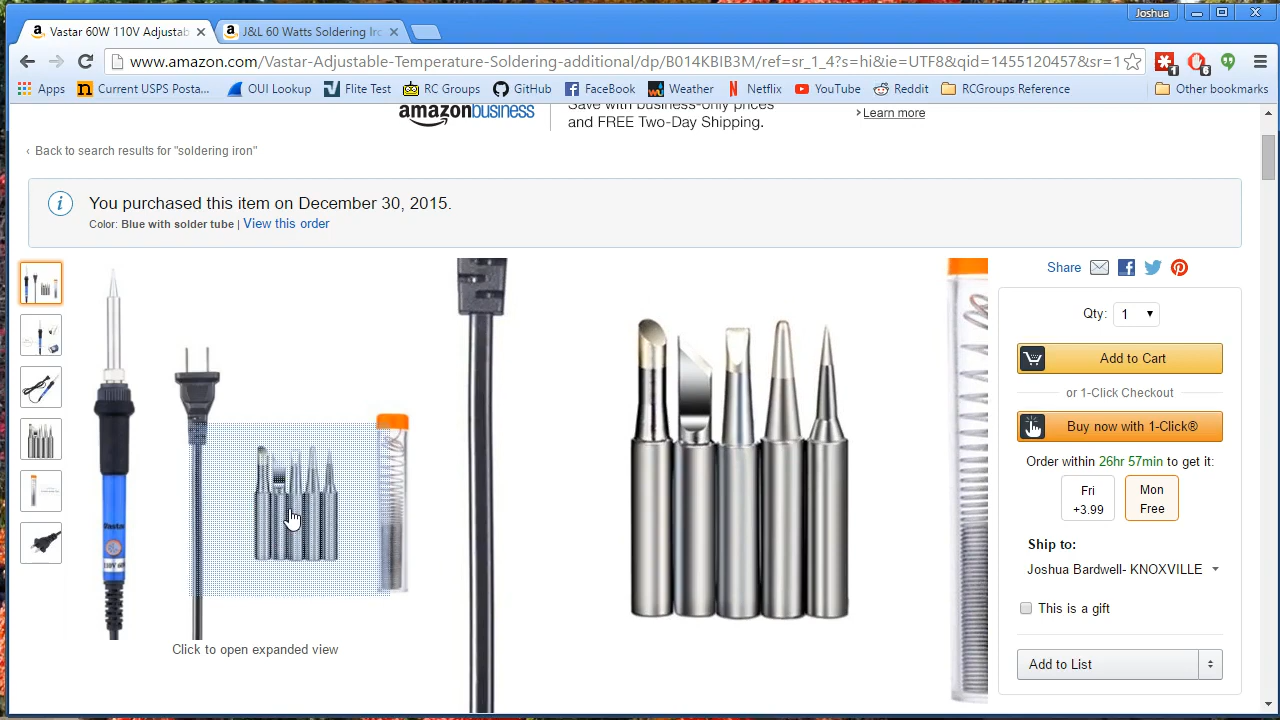 Joshua
Vastar 60W 110V Adjustab
J&L 60 Watts Soldering Iro
www.amazon.com/Vastar-Adjustable-Temperature-Soldering-additional/dp/B014KBIB3M/ref=sr_1_4?s=hi&ie=UTF8&qid=1455120457&sr=1
1
6
Apps
Current USPS Posta...
OUI Lookup
Flite Test
RC Groups
GitHub
FaceBook
Weather
Netflix
YouTube
Reddit
RCGroups Reference
Other bookmarks
amazonbusiness
Save with business-only prices
and FREE Two-Day Shipping.
› Learn more
‹ Back to search results for "soldering iron"
You purchased this item on December 30, 2015.
Color: Blue with solder tube | View this order
Share
Qty: 1
Add to Cart
or 1-Click Checkout
Buy now with 1-Click®
Order within 26hr 57min to get it:
Fri
+3.99
Mon
Free
Ship to:
Joshua Bardwell- KNOXVILLE
This is a gift
Add to List
Click to open expanded view